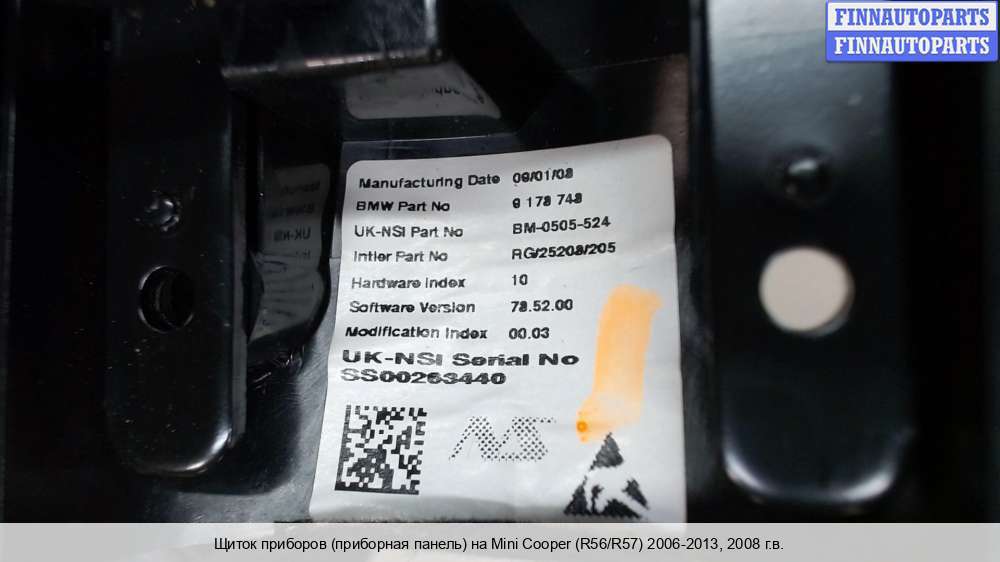 FINNAUTOPARTS
FINNAUTOPARTS
Manufacturing Date 09/01/08
BMW Part No 9 178 748
UK-NSI Part No BM-0505-524
Intier Part No RG/25208/205
Hardware Index 10
Software Version 78.52.00
Modification Index 00.03
UK-NSI Serial No
SS00263440
UK-NSI
Щиток приборов (приборная панель) на Mini Cooper (R56/R57) 2006-2013, 2008 г.в.